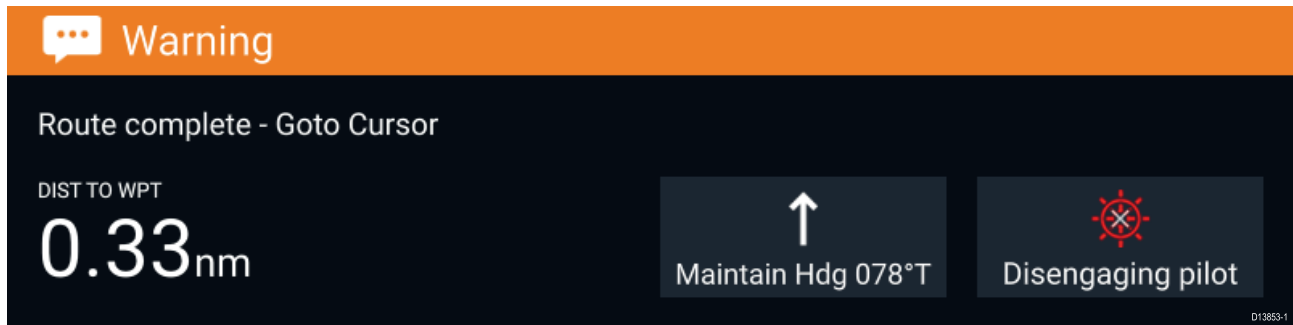 Warning
Route complete - Goto Cursor
DIST TO WPT
0.33nm
Maintain Hdg 078°T
Disengaging pilot
D13853-1